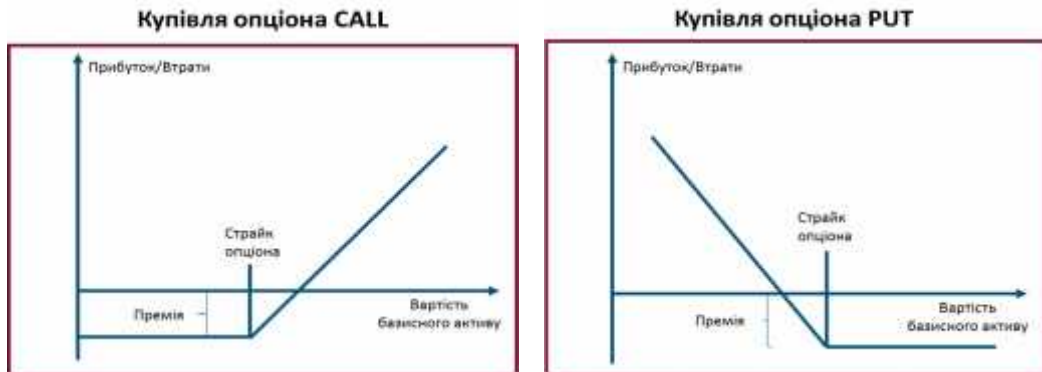 Купівля опціона CALL
Прибуток/Втрати
Страйк
опціона
Премія
Вартість
базисного активу
Купівля опціона PUT
Прибуток/Втрати
Страйк
опціона
Премія
Вартість
базисного активу